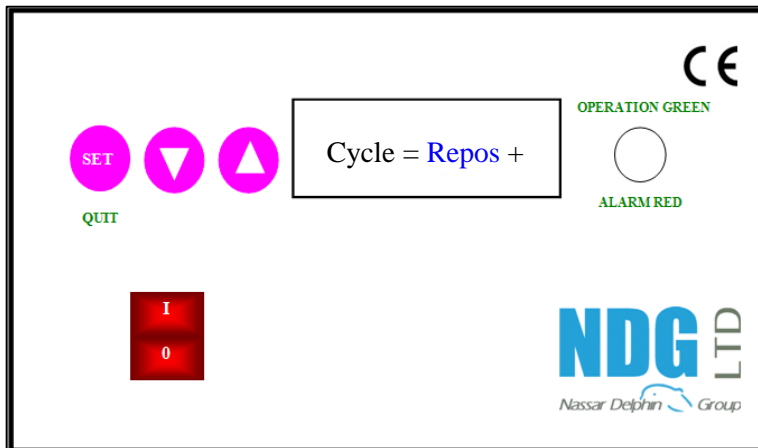 CE
OPERATION GREEN
SET
Cycle = Repos +
QUIT
ALARM RED
I
0
NDG LTD
Nassar Delphin Group